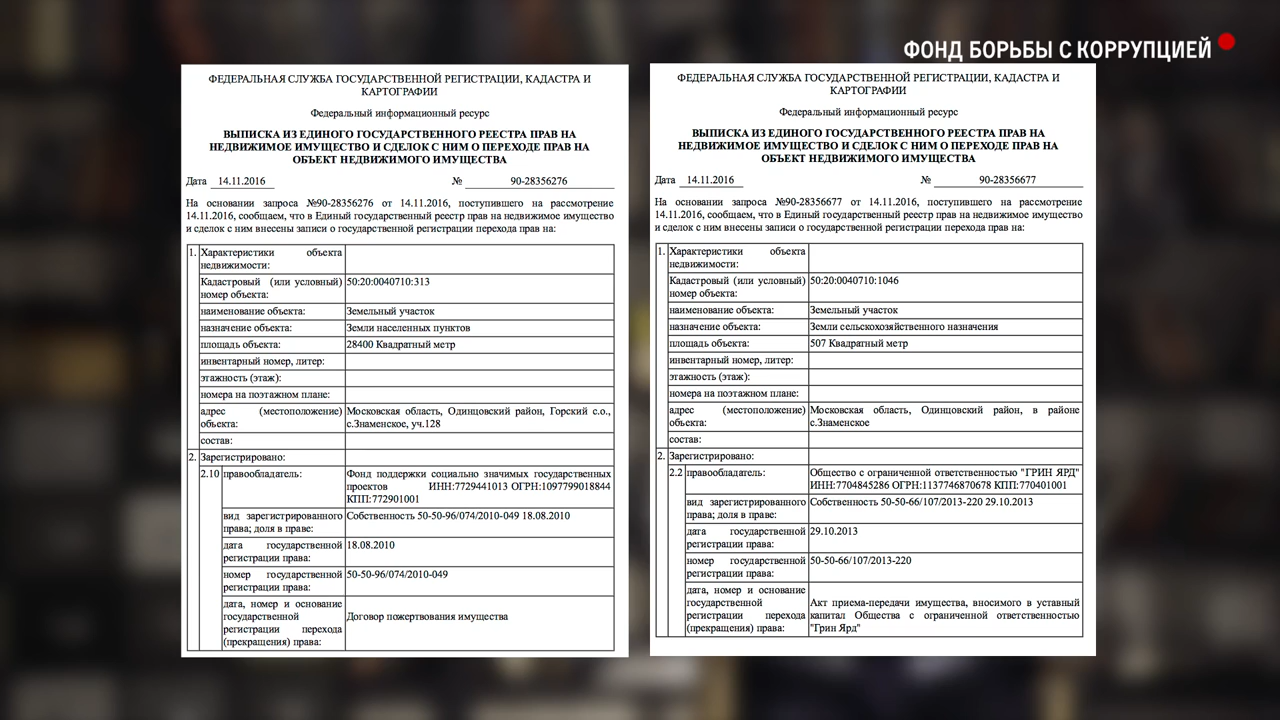 ФОНД БОРЬБЫ С КОРРУПЦИЕЙ
ФЕДЕРАЛЬНАЯ СЛУЖБА ГОСУДАРСТВЕННОЙ РЕГИСТРАЦИИ, КАДАСТРА И
КАРТОГРАФИИ
Федеральный информационный ресурс
ВЫПИСКА ИЗ ЕДИНОГО ГОСУДАРСТВЕННОГО РЕЕСТРА ПРАВ НА
НЕДВИЖИМОЕ ИМУЩЕСТВО И СДЕЛОК С НИМ О ПЕРЕХОДЕ ПРАВ НА
ОБЪЕКТ НЕДВИЖИМОГО ИМУЩЕСТВА
Дата 14.11.2016 № 90-28356276
На основании запроса №90-28356276 от 14.11.2016, поступившего на рассмотрение
14.11.2016, сообщаем, что в Единый государственный реестр прав на недвижимое имущество
и сделок с ним внесены записи о государственной регистрации перехода прав на:
1. Характеристики объекта
недвижимости:
Кадастровый (или условный) 50:20:0040710:313
номер объекта:
наименование объекта: Земельный участок
назначение объекта: Земли населенных пунктов
площадь объекта: 28400 Квадратный метр
инвентарный номер, литер:
этажность (этаж):
номера на поэтажном плане:
адрес (местоположение) Московская область, Одинцовский район, Горский с.о.,
объекта: с.Знаменское, уч.128
состав:
2. Зарегистрировано:
2.10 правообладатель: Фонд поддержки социально значимых государственных
проектов ИНН:7729441013 ОГРН:1097799018844
КПП:772901001
вид зарегистрированного Собственность 50-50-96/074/2010-049 18.08.2010
права; доля в праве:
дата государственной 18.08.2010
регистрации права:
номер государственной 50-50-96/074/2010-049
регистрации права:
дата, номер и основание
государственной Договор пожертвования имущества
регистрации перехода
(прекращения) права:
ФЕДЕРАЛЬНАЯ СЛУЖБА ГОСУДАРСТВЕННОЙ РЕГИСТРАЦИИ, КАДАСТРА И
КАРТОГРАФИИ
Федеральный информационный ресурс
ВЫПИСКА ИЗ ЕДИНОГО ГОСУДАРСТВЕННОГО РЕЕСТРА ПРАВ НА
НЕДВИЖИМОЕ ИМУЩЕСТВО И СДЕЛОК С НИМ О ПЕРЕХОДЕ ПРАВ НА
ОБЪЕКТ НЕДВИЖИМОГО ИМУЩЕСТВА
Дата 14.11.2016 № 90-28356677
На основании запроса №90-28356677 от 14.11.2016, поступившего на рассмотрение
14.11.2016, сообщаем, что в Единый государственный реестр прав на недвижимое имущество
и сделок с ним внесены записи о государственной регистрации перехода прав на:
1. Характеристики объекта
недвижимости:
Кадастровый (или условный) 50:20:0040710:1046
номер объекта:
наименование объекта: Земельный участок
назначение объекта: Земли сельскохозяйственного назначения
площадь объекта: 507 Квадратный метр
инвентарный номер, литер:
этажность (этаж):
номера на поэтажном плане:
адрес (местоположение) Московская область, Одинцовский район, в районе
объекта: с.Знаменское
состав:
2. Зарегистрировано:
2.2 правообладатель: Общество с ограниченной ответственностью "ГРИН ЯРД"
ИНН:7704845286 ОГРН:1137746870678 КПП:770401001
вид зарегистрированного Собственность 50-50-66/107/2013-220 29.10.2013
права; доля в праве:
дата государственной 29.10.2013
регистрации права:
номер государственной 50-50-66/107/2013-220
регистрации права:
дата, номер и основание
государственной Акт приема-передачи имущества, вносимого в уставный
регистрации перехода капитал Общества с ограниченной ответственностью
(прекращения) права: "Грин Ярд"